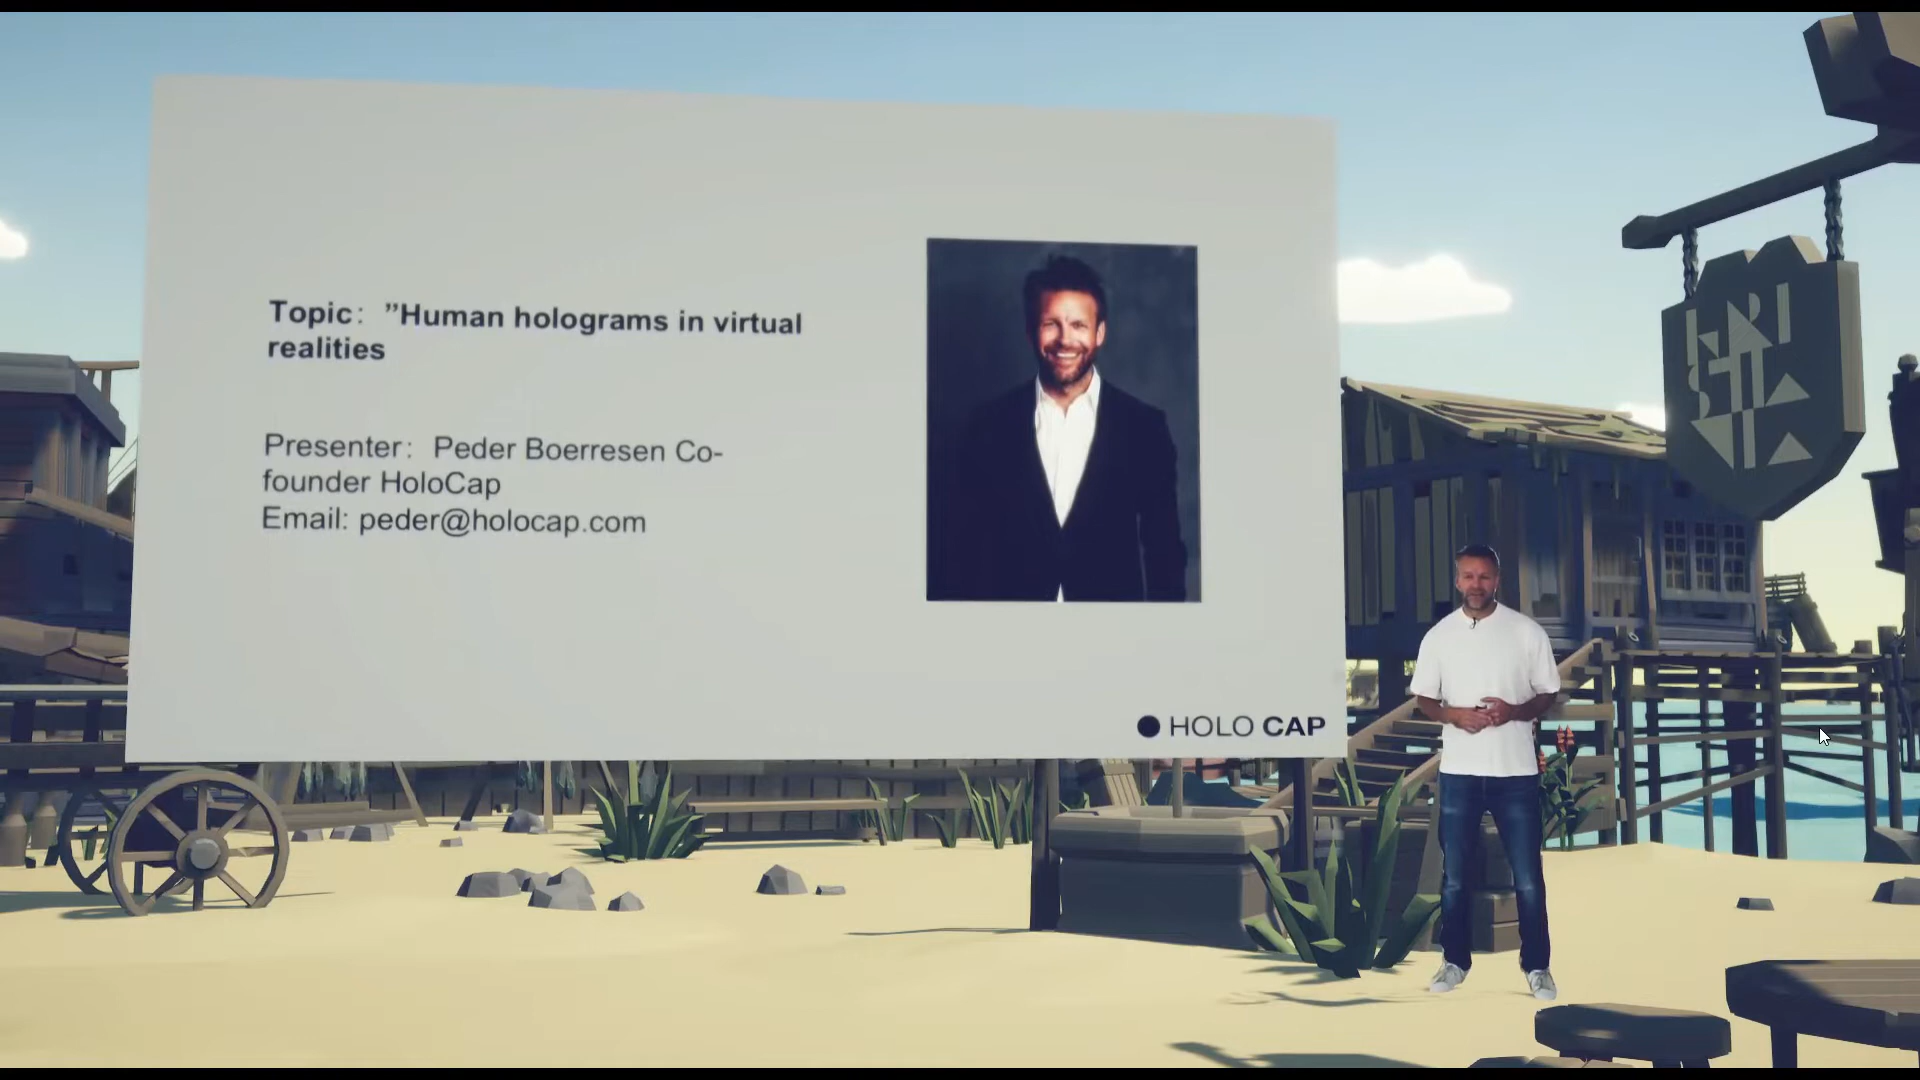 Topic： ”Human holograms in virtual
realities
Presenter： Peder Boerresen Co-
founder HoloCap
Email: peder@holocap.com
HOLO CAP